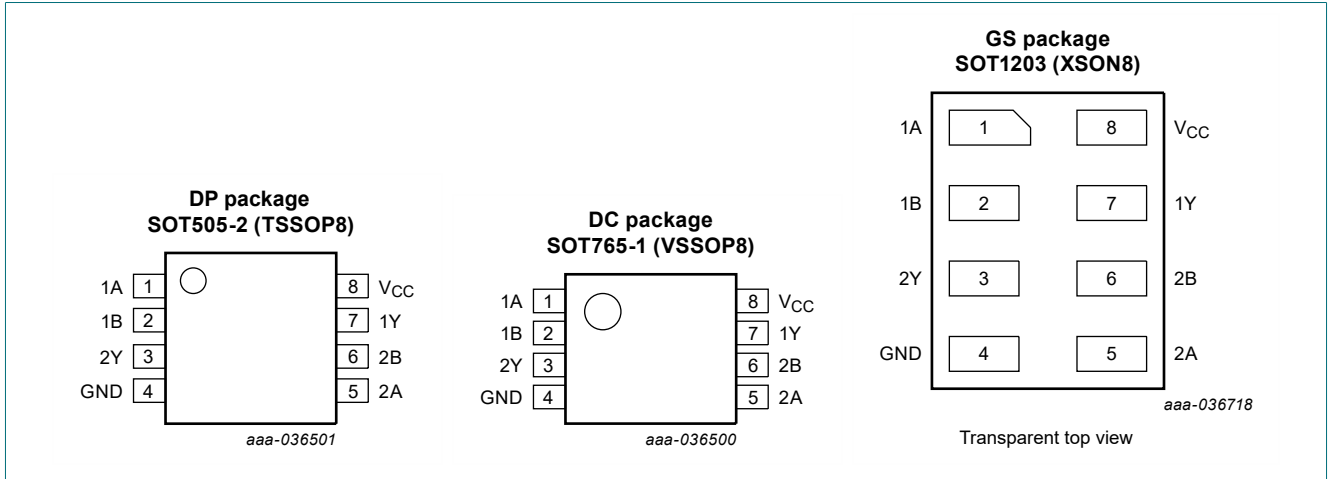 DP package
SOT505-2 (TSSOP8)
1A 1 8 VCC
1B 2 7 1Y
2Y 3 6 2B
GND 4 5 2A
aaa-036501
DC package
SOT765-1 (VSSOP8)
1A 1 8 VCC
1B 2 7 1Y
2Y 3 6 2B
GND 4 5 2A
aaa-036500
GS package
SOT1203 (XSON8)
1A 1 8 VCC
1B 2 7 1Y
2Y 3 6 2B
GND 4 5 2A
aaa-036718
Transparent top view